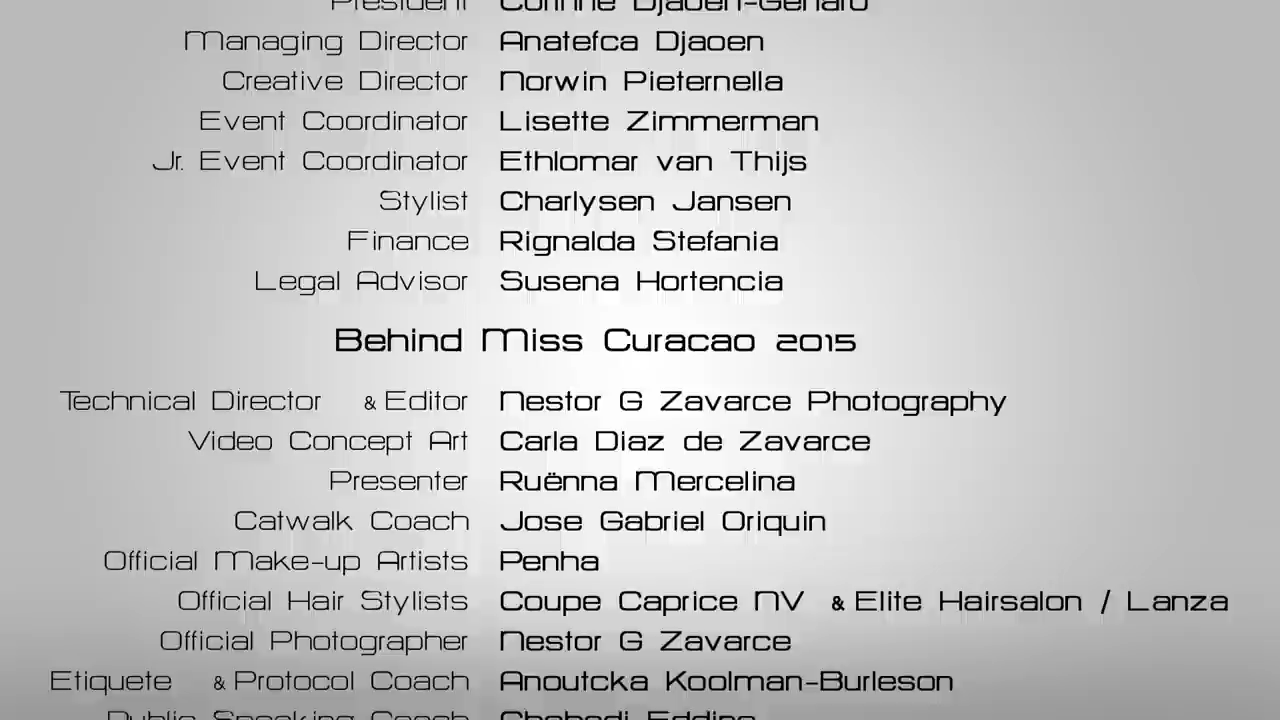 President Corinne Djaoen-Genaro
Managing Director Anatefca Djaoen
Creative Director Norwin Pieternella
Event Coordinator Lisette Zimmerman
Jr. Event Coordinator Ethlomar van Thijs
Stylist Charlysen Jansen
Finance Rignalda Stefania
Legal Advisor Susena Hortencia
Behind Miss Curacao 2015
Technical Director & Editor Nestor G Zavarce Photography
Video Concept Art Carla Diaz de Zavarce
Presenter Ruënna Mercelina
Catwalk Coach Jose Gabriel Oriquin
Official Make-up Artists Penha
Official Hair Stylists Coupe Caprice NV & Elite Hairsalon / Lanza
Official Photographer Nestor G Zavarce
Etiquete & Protocol Coach Anoutcka Koolman-Burleson
Public Speaking Coach